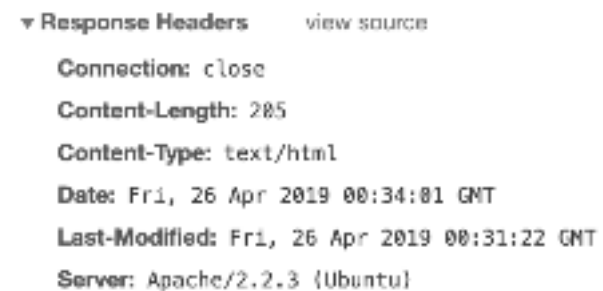 ▼ Response Headers view source
Connection: close
Content-Length: 205
Content-Type: text/html
Date: Fri, 26 Apr 2019 00:34:01 GMT
Last-Modified: Fri, 26 Apr 2019 00:31:22 GMT
Server: Apache/2.2.3 (Ubuntu)